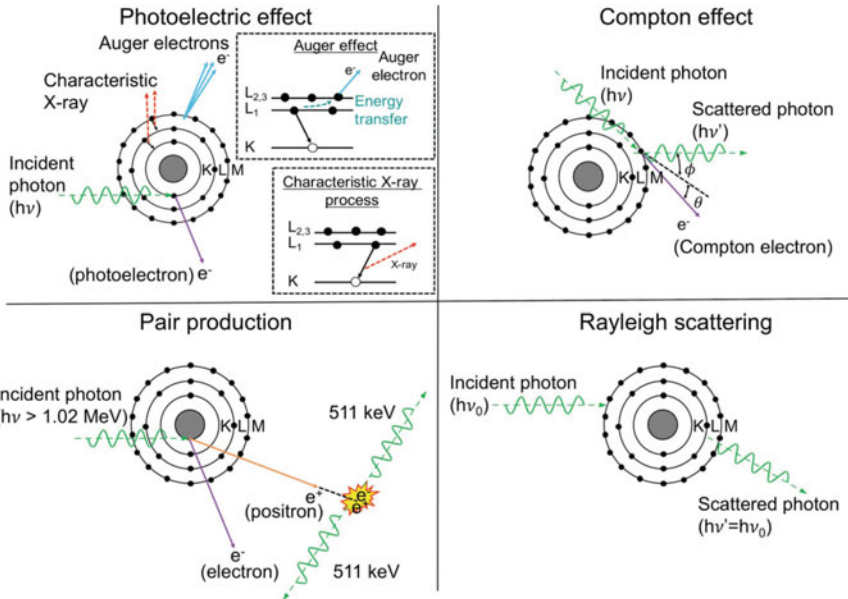 Photoelectric effect
Auger electrons
e-
Characteristic
X-ray
Incident
photon
(hν)
K L M
(photoelectron) e-
Auger effect
Auger
e- electron
L2,3
L1
Energy
transfer
K
Characteristic X-ray
process
L2,3
L1
X-ray
K
Compton effect
Incident photon
(hν)
Scattered photon
(hν')
K L M
ϕ
θ
e-
(Compton electron)
Pair production
Incident photon
(hν > 1.02 MeV)
K L M
511 keV
e+
(positron)
e-
e+
e-
(electron)
511 keV
Rayleigh scattering
Incident photon
(hν0)
K L M
Scattered photon
(hν'=hν0)